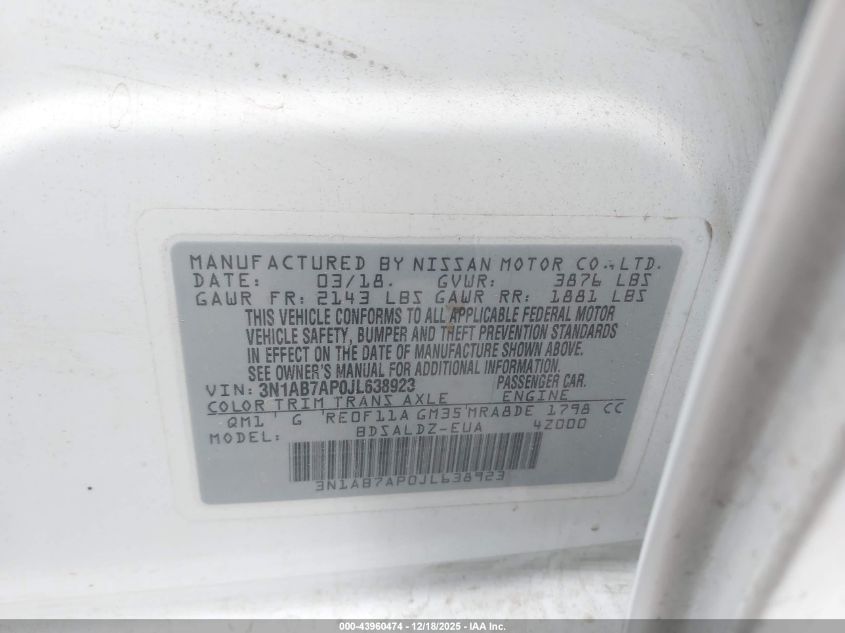 MANUFACTURED BY NISSAN MOTOR CO.,LTD.
DATE: 03/18. GVWR: 3876 LBS
GAWR FR: 2143 LBS GAWR RR: 1881 LBS
THIS VEHICLE CONFORMS TO ALL APPLICABLE FEDERAL MOTOR
VEHICLE SAFETY, BUMPER AND THEFT PREVENTION STANDARDS
IN EFFECT ON THE DATE OF MANUFACTURE SHOWN ABOVE.
SEE OWNER'S MANUAL FOR ADDITIONAL INFORMATION.
VIN: 3N1AB7AP0JL638923 PASSENGER CAR.
COLOR TRIM TRANS AXLE ENGINE
QM1 G RE0F11A GM35 MRA8DE 1798 CC
MODEL: BDSALDZ-EUA 4Z000
3N1AB7AP0JL638923
000-43960474 - 12/18/2025 - IAA Inc.